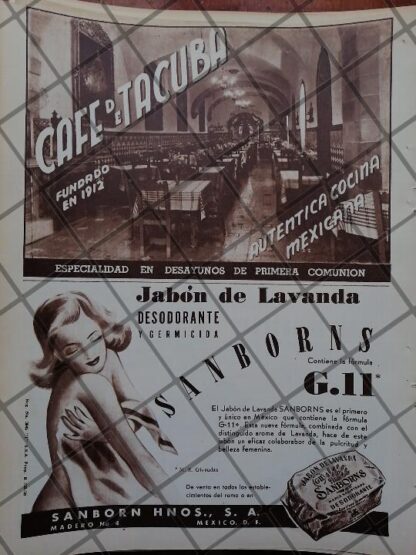 CAFE DE TACUBA
FUNDADO
EN 1912
AUTENTICA COCINA
MEXICANA
ESPECIALIDAD EN DESAYUNOS DE PRIMERA COMUNION
Jabón de Lavanda
DESODORANTE
Y GERMICIDA
SANBORNS
Contiene la fórmula
G.11*
El Jabón de Lavanda SANBORNS es el primero
y único en México que contiene la fórmula
G-11*. Esta nueva fórmula, combinada con el
distinguido aroma de Lavanda, hace de este
jabón un eficaz colaborador de la pulcritud y
belleza femenina.
De venta en todos los estable-
cimientos del ramo o en
SANBORN HNOS., S. A.
MADERO No. 4 MEXICO, D. F.
JABON DE LAVANDA
SANBORNS
DESODORANTE